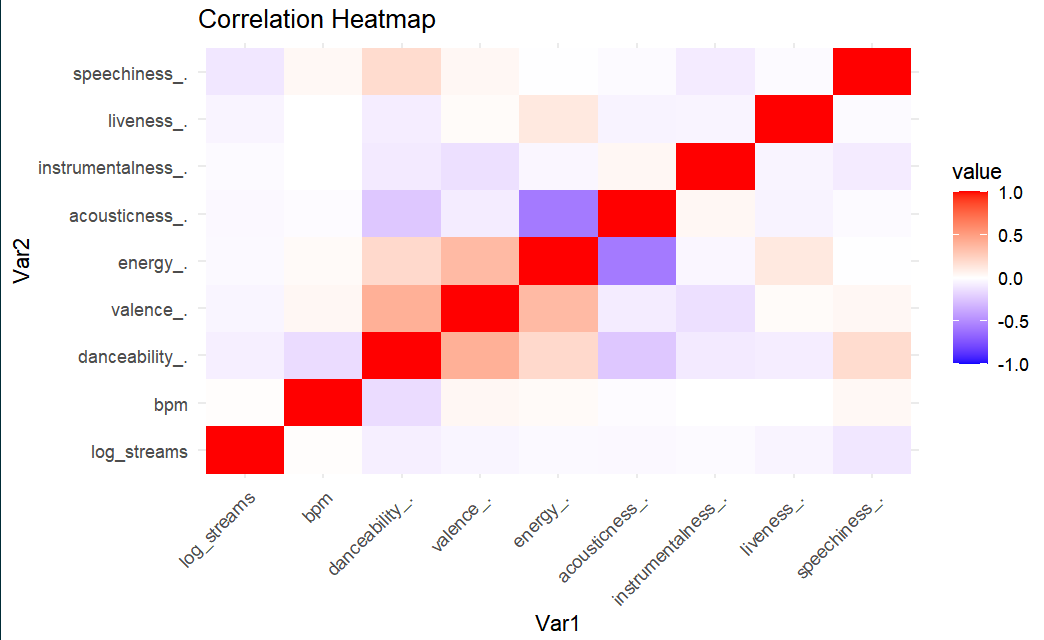 Correlation Heatmap
Var2
speechiness_.
liveness_.
instrumentalness_.
acousticness_.
energy_.
valence_.
danceability_.
bpm
log_streams
log_streams
bpm
danceability_.
valence_.
energy_.
acousticness_.
instrumentalness_.
liveness_.
speechiness_.
Var1
value
1.0
0.5
0.0
-0.5
-1.0